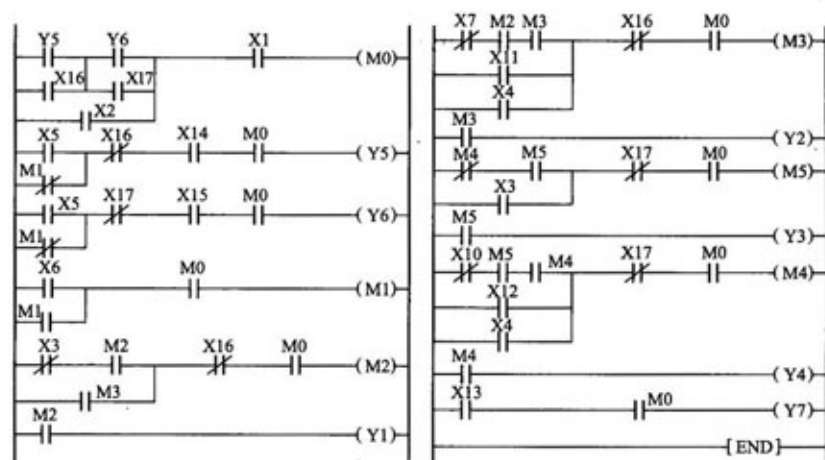 Y5 Y6 X1
(M0)
X16 X17
X2
X5 X16 X14 M0
(Y5)
M1
X5 X17 X15 M0
(Y6)
M1
X6 M0
(M1)
M1
X3 M2 X16 M0
(M2)
M3
M2
(Y1)
X7 M2 M3 X16 M0
(M3)
X11
X4
M3
(Y2)
M4 M5 X17 M0
(M5)
X3
M5
(Y3)
X10 M5 M4 X17 M0
(M4)
X12
X4
M4
(Y4)
X13 M0
(Y7)
[END]